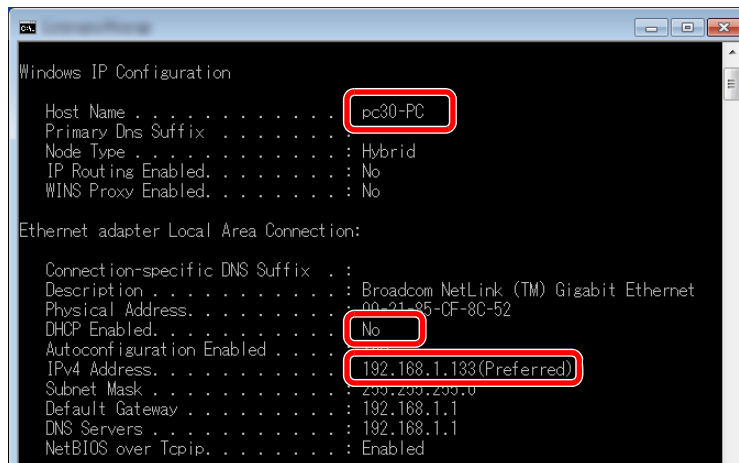 C:\.
Windows IP Configuration
Host Name . . . . . . . . . . . . . pc30-PC
Primary Dns Suffix . . . . . . . :
Node Type . . . . . . . . . . . . : Hybrid
IP Routing Enabled. . . . . . . . : No
WINS Proxy Enabled. . . . . . . . : No
Ethernet adapter Local Area Connection:
Connection-specific DNS Suffix . :
Description . . . . . . . . . . . : Broadcom NetLink (TM) Gigabit Ethernet
Physical Address. . . . . . . . . : 00-21-85-CF-8C-52
DHCP Enabled. . . . . . . . . . . No
Autoconfiguration Enabled . . . .
IPv4 Address. . . . . . . . . . . 192.168.1.133(Preferred)
Subnet Mask . . . . . . . . . . . : 255.255.255.0
Default Gateway . . . . . . . . . : 192.168.1.1
DNS Servers . . . . . . . . . . . : 192.168.1.1
NetBIOS over Tcpip. . . . . . . . : Enabled